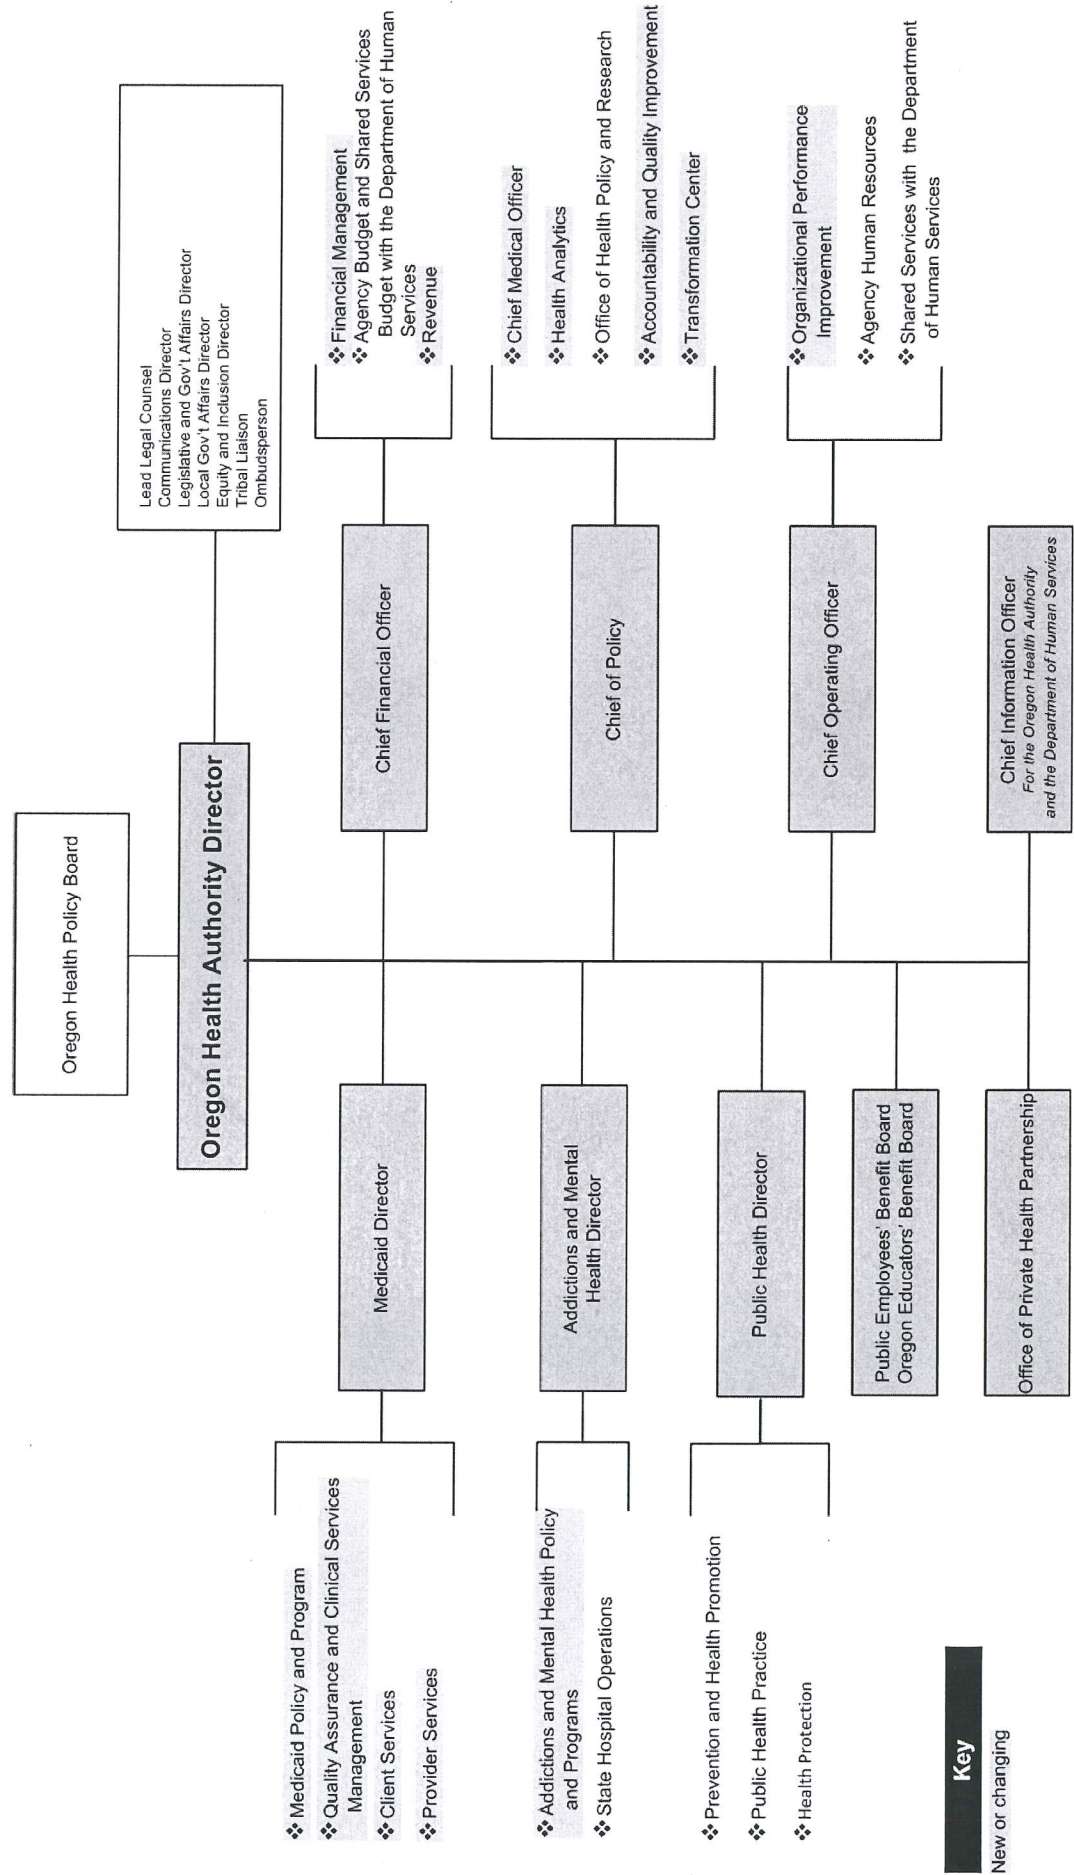 Oregon Health Policy Board
Oregon Health Authority Director
Lead Legal Counsel
Communications Director
Legislative and Gov't Affairs Director
Local Gov't Affairs Director
Equity and Inclusion Director
Tribal Liaison
Ombudsperson
❖ Medicaid Policy and Program
❖ Quality Assurance and Clinical Services
Management
❖ Client Services
❖ Provider Services
Medicaid Director
Chief Financial Officer
❖ Financial Management
❖ Agency Budget and Shared Services
Budget with the Department of Human
Services
❖ Revenue
❖ Addictions and Mental Health Policy
and Programs
❖ State Hospital Operations
Addictions and Mental
Health Director
Chief of Policy
❖ Chief Medical Officer
❖ Health Analytics
❖ Office of Health Policy and Research
❖ Accountability and Quality Improvement
❖ Transformation Center
❖ Prevention and Health Promotion
❖ Public Health Practice
❖ Health Protection
Public Health Director
Chief Operating Officer
❖ Organizational Performance
Improvement
❖ Agency Human Resources
❖ Shared Services with the Department
of Human Services
Public Employees' Benefit Board
Oregon Educators' Benefit Board
Office of Private Health Partnership
Chief Information Officer
For the Oregon Health Authority
and the Department of Human Services
Key
New or changing